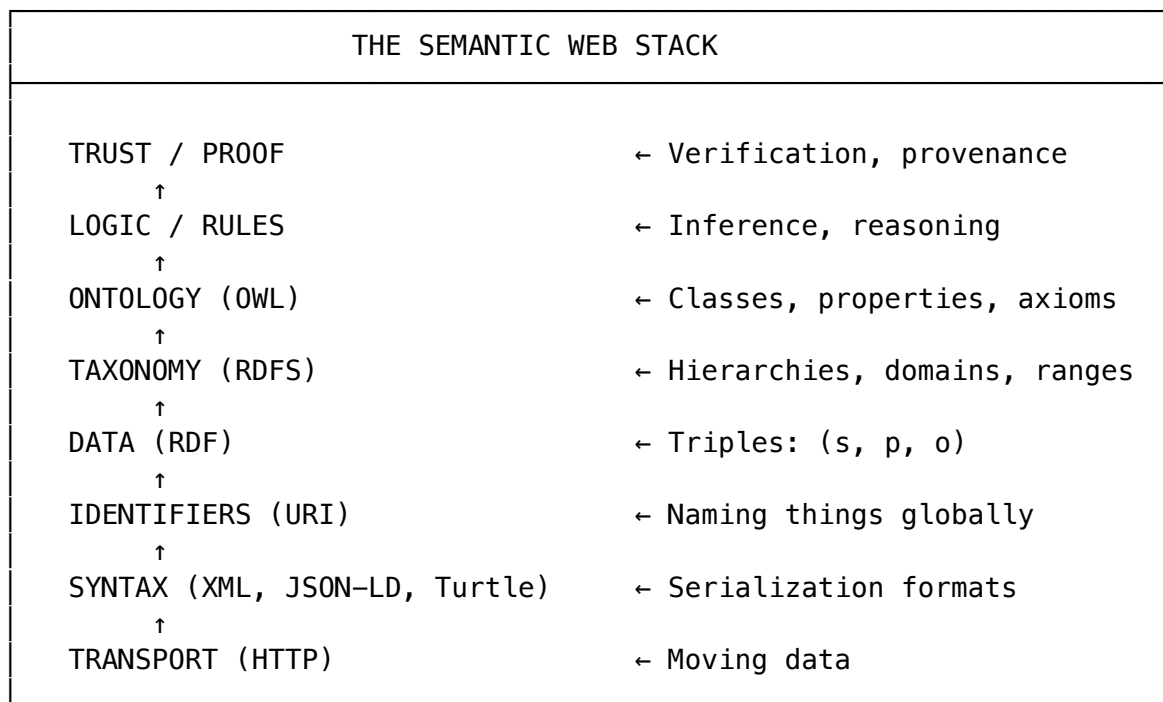 THE SEMANTIC WEB STACK
TRUST / PROOF ← Verification, provenance
↑
LOGIC / RULES ← Inference, reasoning
↑
ONTOLOGY (OWL) ← Classes, properties, axioms
↑
TAXONOMY (RDFS) ← Hierarchies, domains, ranges
↑
DATA (RDF) ← Triples: (s, p, o)
↑
IDENTIFIERS (URI) ← Naming things globally
↑
SYNTAX (XML, JSON-LD, Turtle) ← Serialization formats
↑
TRANSPORT (HTTP) ← Moving data